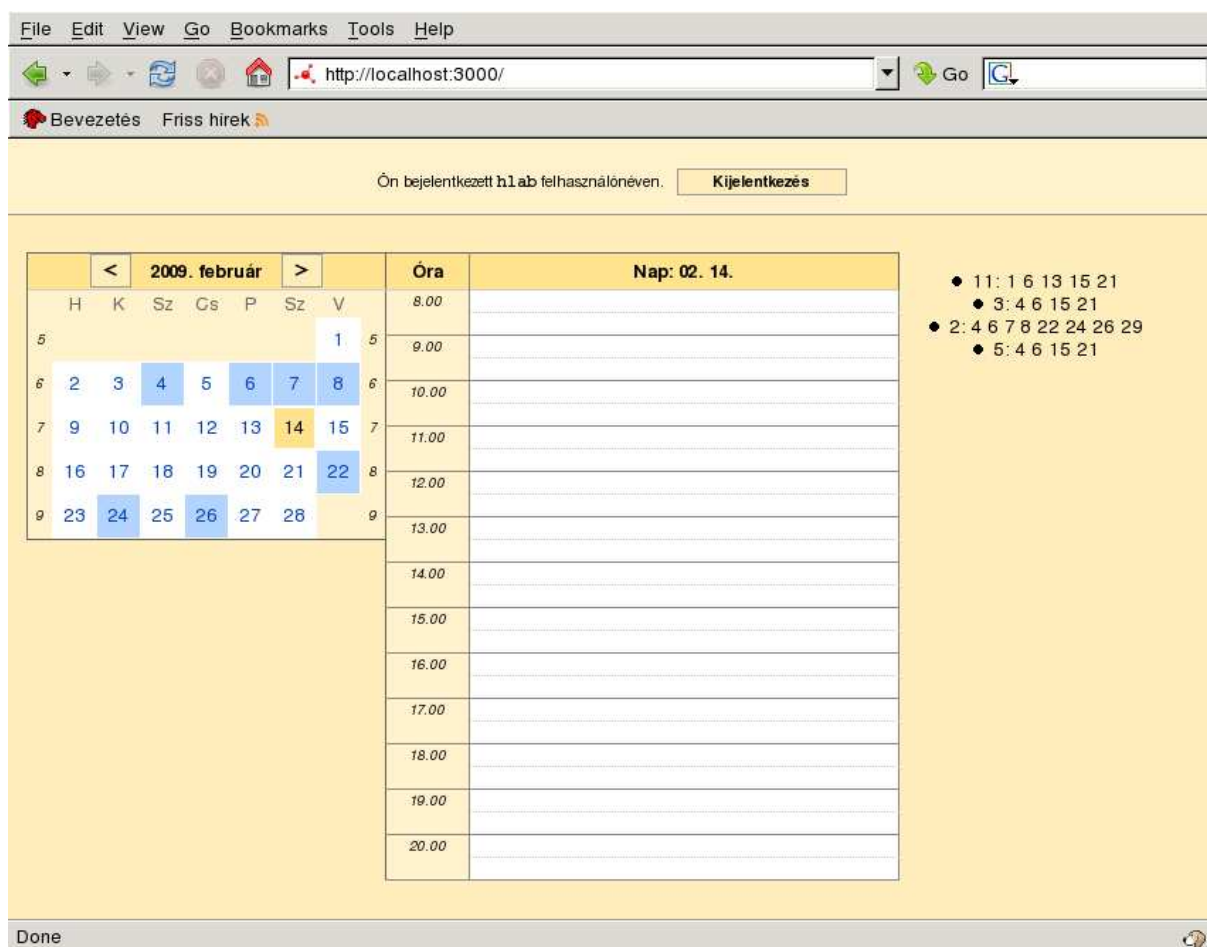 File Edit View Go Bookmarks Tools Help
http://localhost:3000/ Go G
Bevezetés Friss hirek
Ön bejelentkezett hlab felhasználónéven. Kijelentkezés
< 2009. február >
H K Sz Cs P Sz V
5 1 5
6 2 3 4 5 6 7 8 6
7 9 10 11 12 13 14 15 7
8 16 17 18 19 20 21 22 8
9 23 24 25 26 27 28 9
Óra Nap: 02. 14.
8.00
9.00
10.00
11.00
12.00
13.00
14.00
15.00
16.00
17.00
18.00
19.00
20.00
● 11: 1 6 13 15 21
● 3: 4 6 15 21
● 2: 4 6 7 8 22 24 26 29
● 5: 4 6 15 21
Done